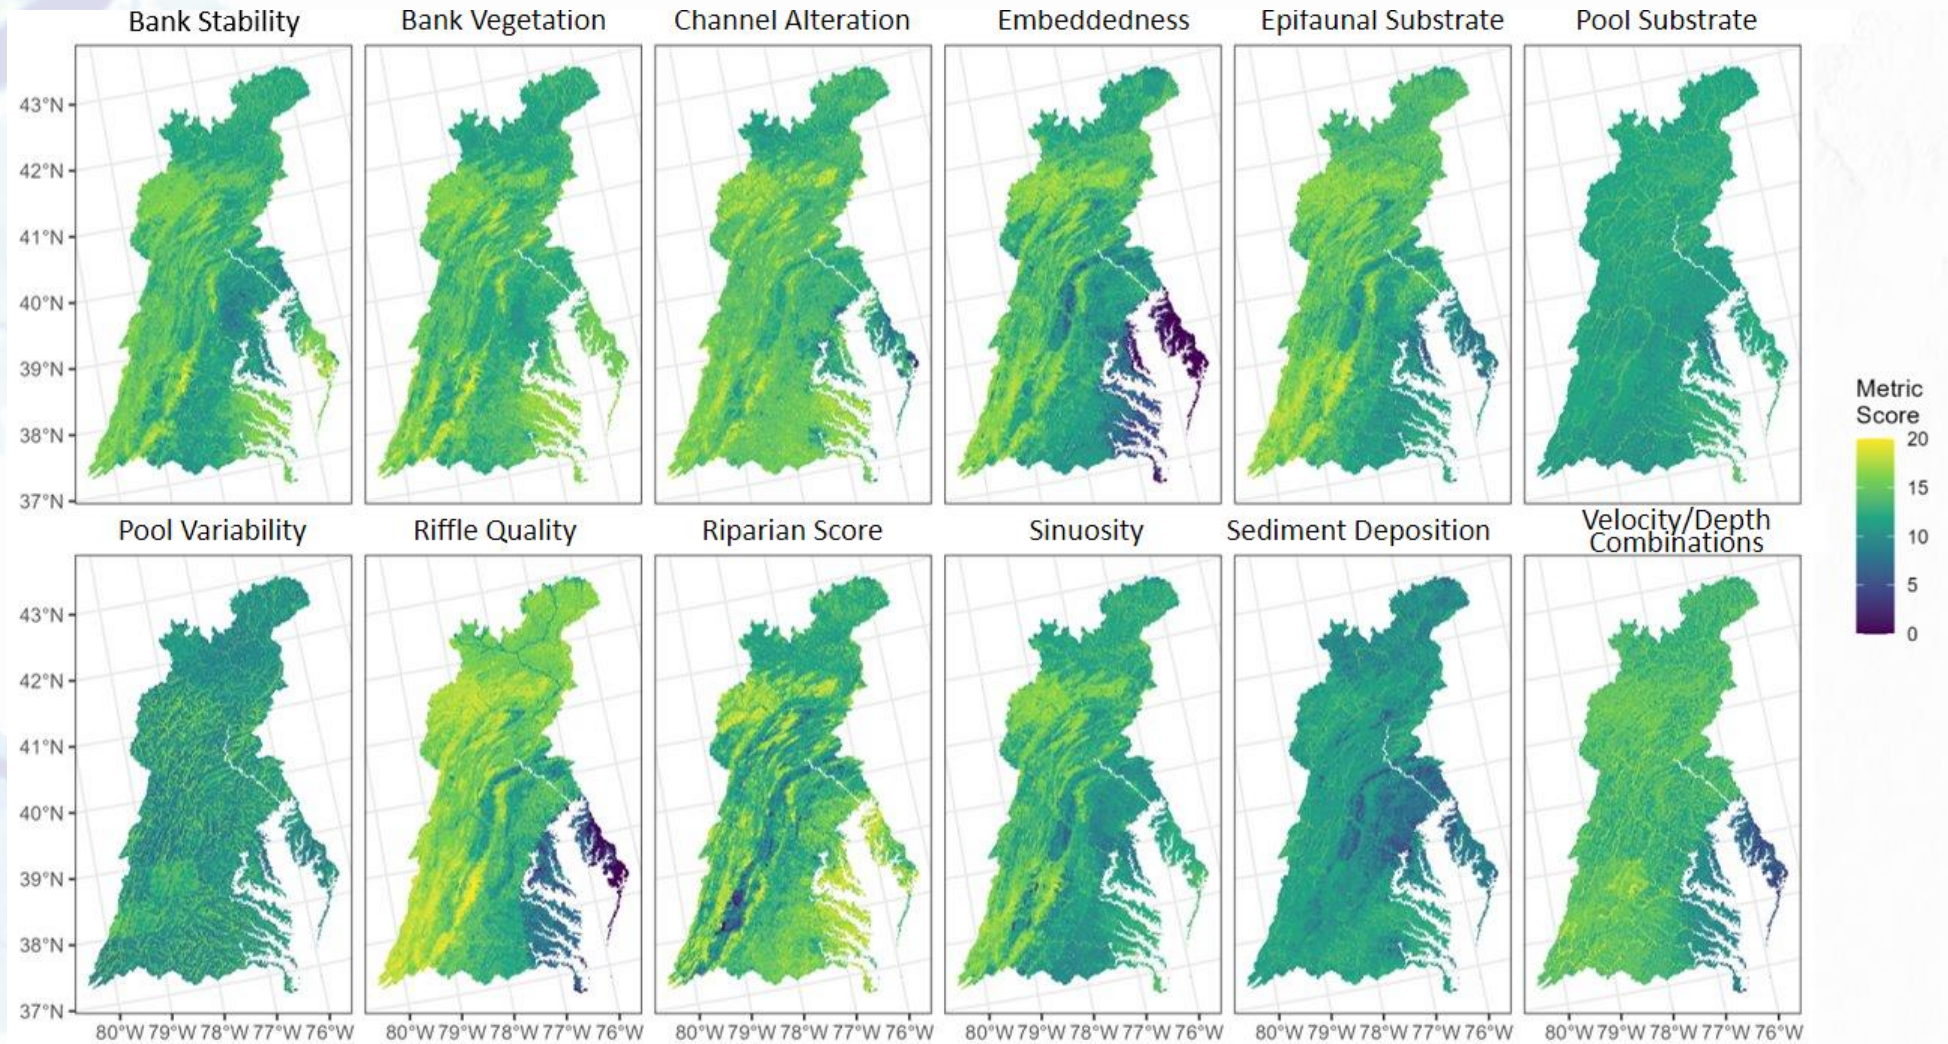 Bank Stability
Bank Vegetation
Channel Alteration
Embeddedness
Epifaunal Substrate
Pool Substrate
43°N
42°N
41°N
40°N
39°N
38°N
37°N
Pool Variability
Riffle Quality
Riparian Score
Sinuosity
Sediment Deposition
Velocity/Depth
Combinations
43°N
42°N
41°N
40°N
39°N
38°N
37°N
80°W 79°W 78°W 77°W 76°W
80°W 79°W 78°W 77°W 76°W
80°W 79°W 78°W 77°W 76°W
80°W 79°W 78°W 77°W 76°W
80°W 79°W 78°W 77°W 76°W
80°W 79°W 78°W 77°W 76°W
Metric
Score
20
15
10
5
0